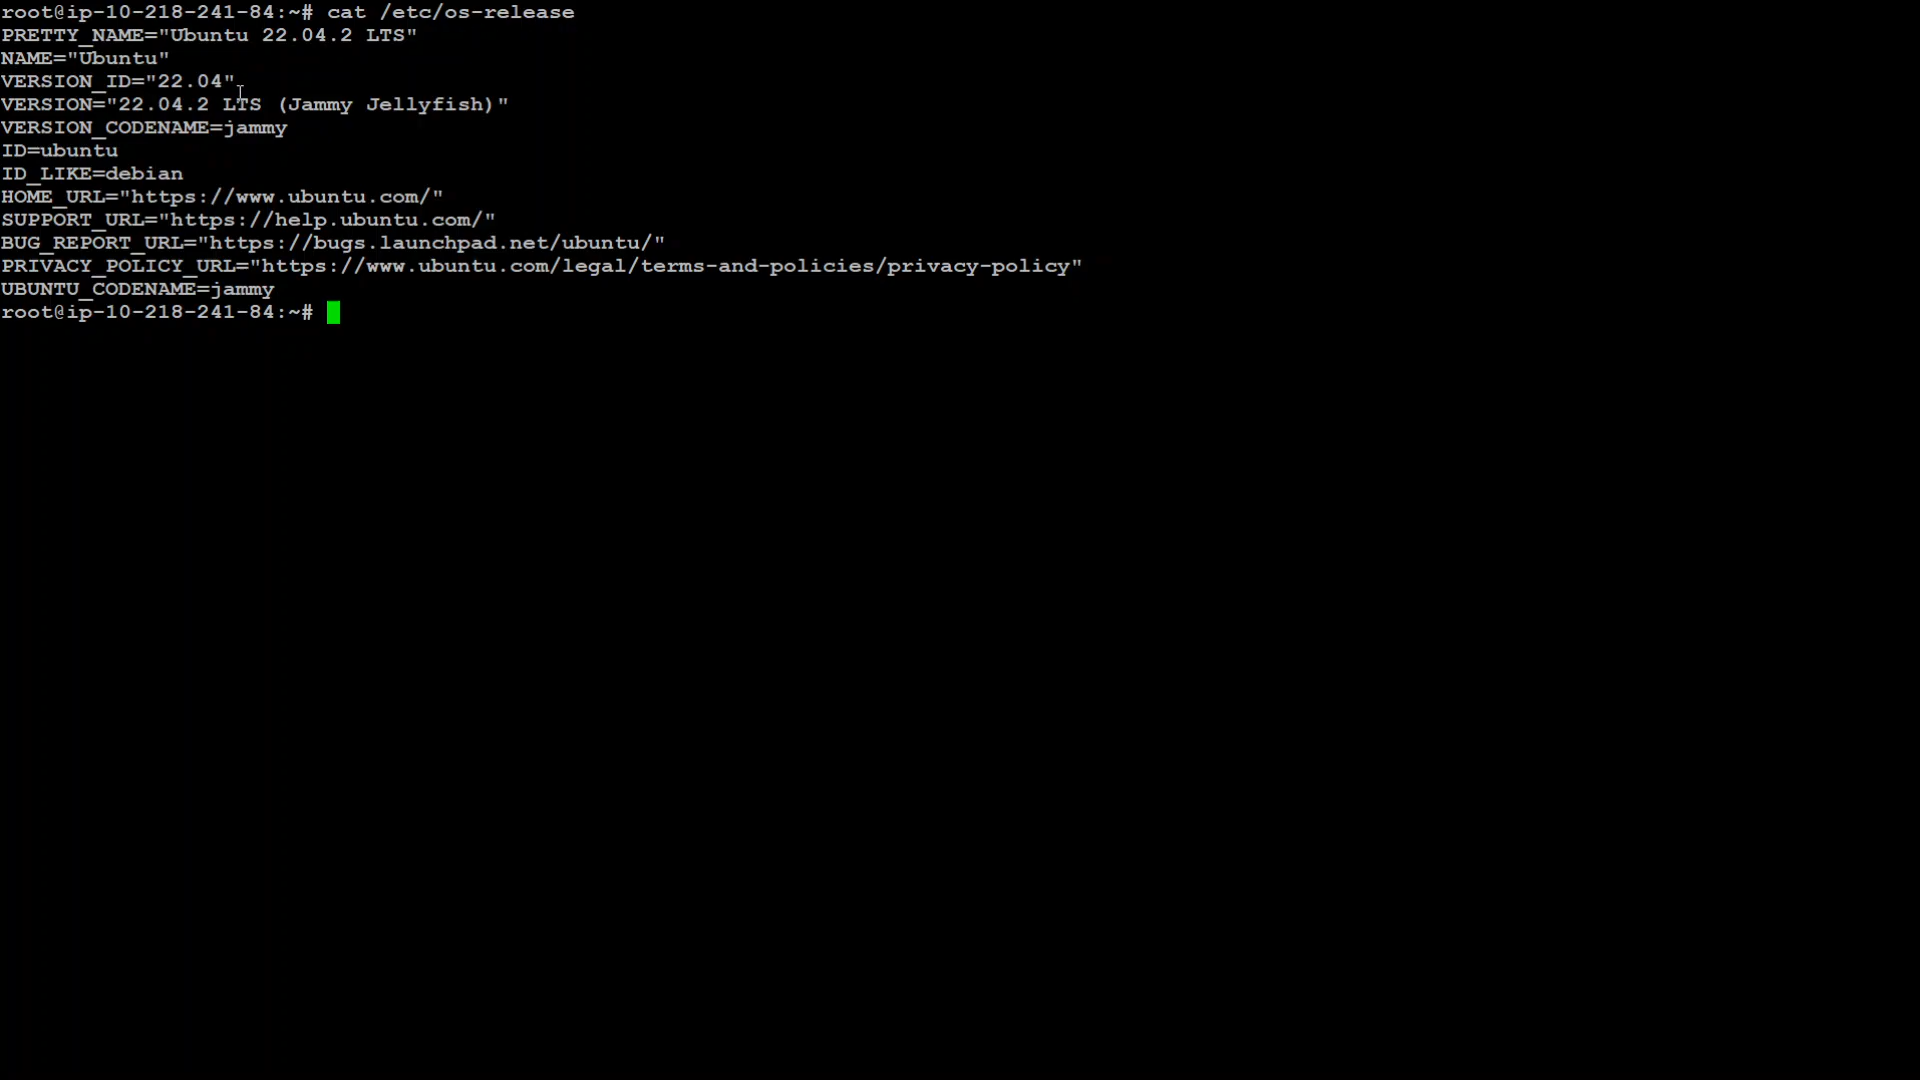 root@ip-10-218-241-84:~# cat /etc/os-release
PRETTY_NAME="Ubuntu 22.04.2 LTS"
NAME="Ubuntu"
VERSION_ID="22.04"
VERSION="22.04.2 LTS (Jammy Jellyfish)"
VERSION_CODENAME=jammy
ID=ubuntu
ID_LIKE=debian
HOME_URL="https://www.ubuntu.com/"
SUPPORT_URL="https://help.ubuntu.com/"
BUG_REPORT_URL="https://bugs.launchpad.net/ubuntu/"
PRIVACY_POLICY_URL="https://www.ubuntu.com/legal/terms-and-policies/privacy-policy"
UBUNTU_CODENAME=jammy
root@ip-10-218-241-84:~#